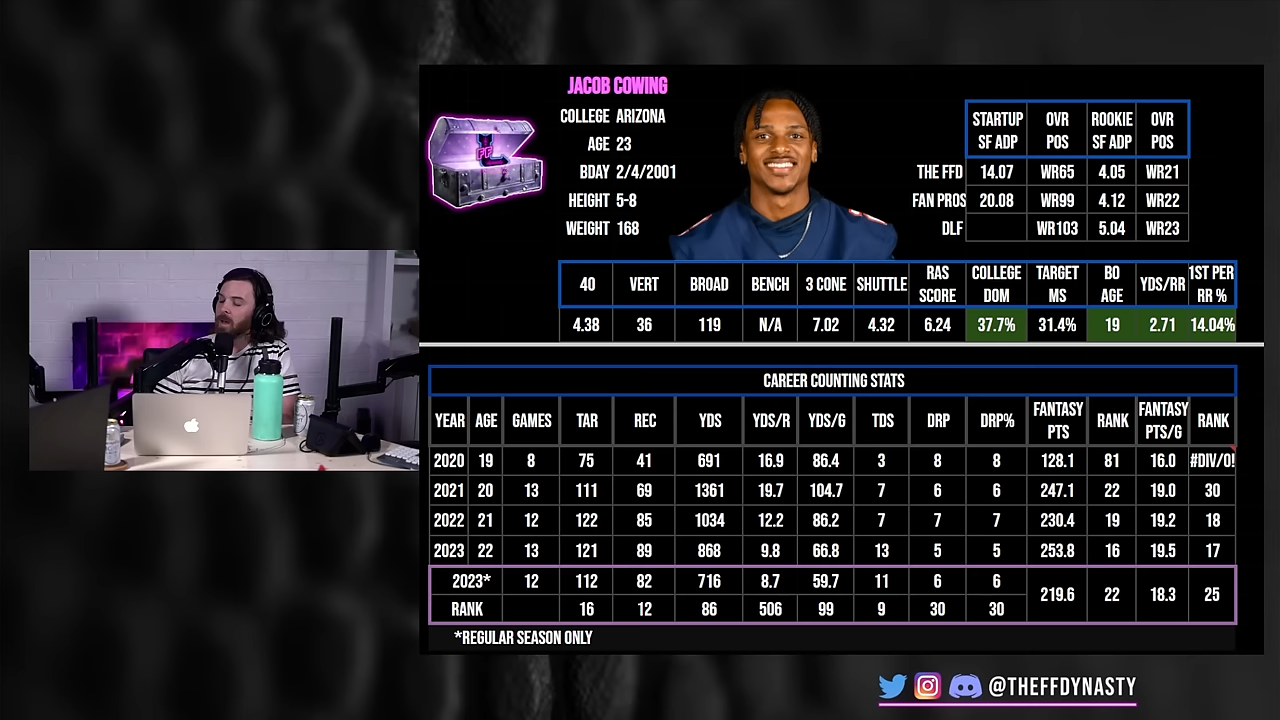 JACOB COWING
COLLEGE ARIZONA
AGE 23
BDAY 2/4/2001
HEIGHT 5-8
WEIGHT 168
FF
STARTUP SF ADP OVR POS ROOKIE SF ADP OVR POS
THE FFD 14.07 WR65 4.05 WR21
FAN PROS 20.08 WR99 4.12 WR22
DLF WR103 5.04 WR23
40 VERT BROAD BENCH 3 CONE SHUTTLE RAS SCORE COLLEGE DOM TARGET MS BO AGE YDS/RR 1ST PER RR %
4.38 36 119 N/A 7.02 4.32 6.24 37.7% 31.4% 19 2.71 14.04%
CAREER COUNTING STATS
YEAR AGE GAMES TAR REC YDS YDS/R YDS/G TDS DRP DRP% FANTASY PTS RANK FANTASY PTS/G RANK
2020 19 8 75 41 691 16.9 86.4 3 8 8 128.1 81 16.0 #DIV/0!
2021 20 13 111 69 1361 19.7 104.7 7 6 6 247.1 22 19.0 30
2022 21 12 122 85 1034 12.2 86.2 7 7 7 230.4 19 19.2 18
2023 22 13 121 89 868 9.8 66.8 13 5 5 253.8 16 19.5 17
2023* 12 112 82 716 8.7 59.7 11 6 6 219.6 22 18.3 25
RANK 16 12 86 506 99 9 30 30
*REGULAR SEASON ONLY
@THEFFDYNASTY